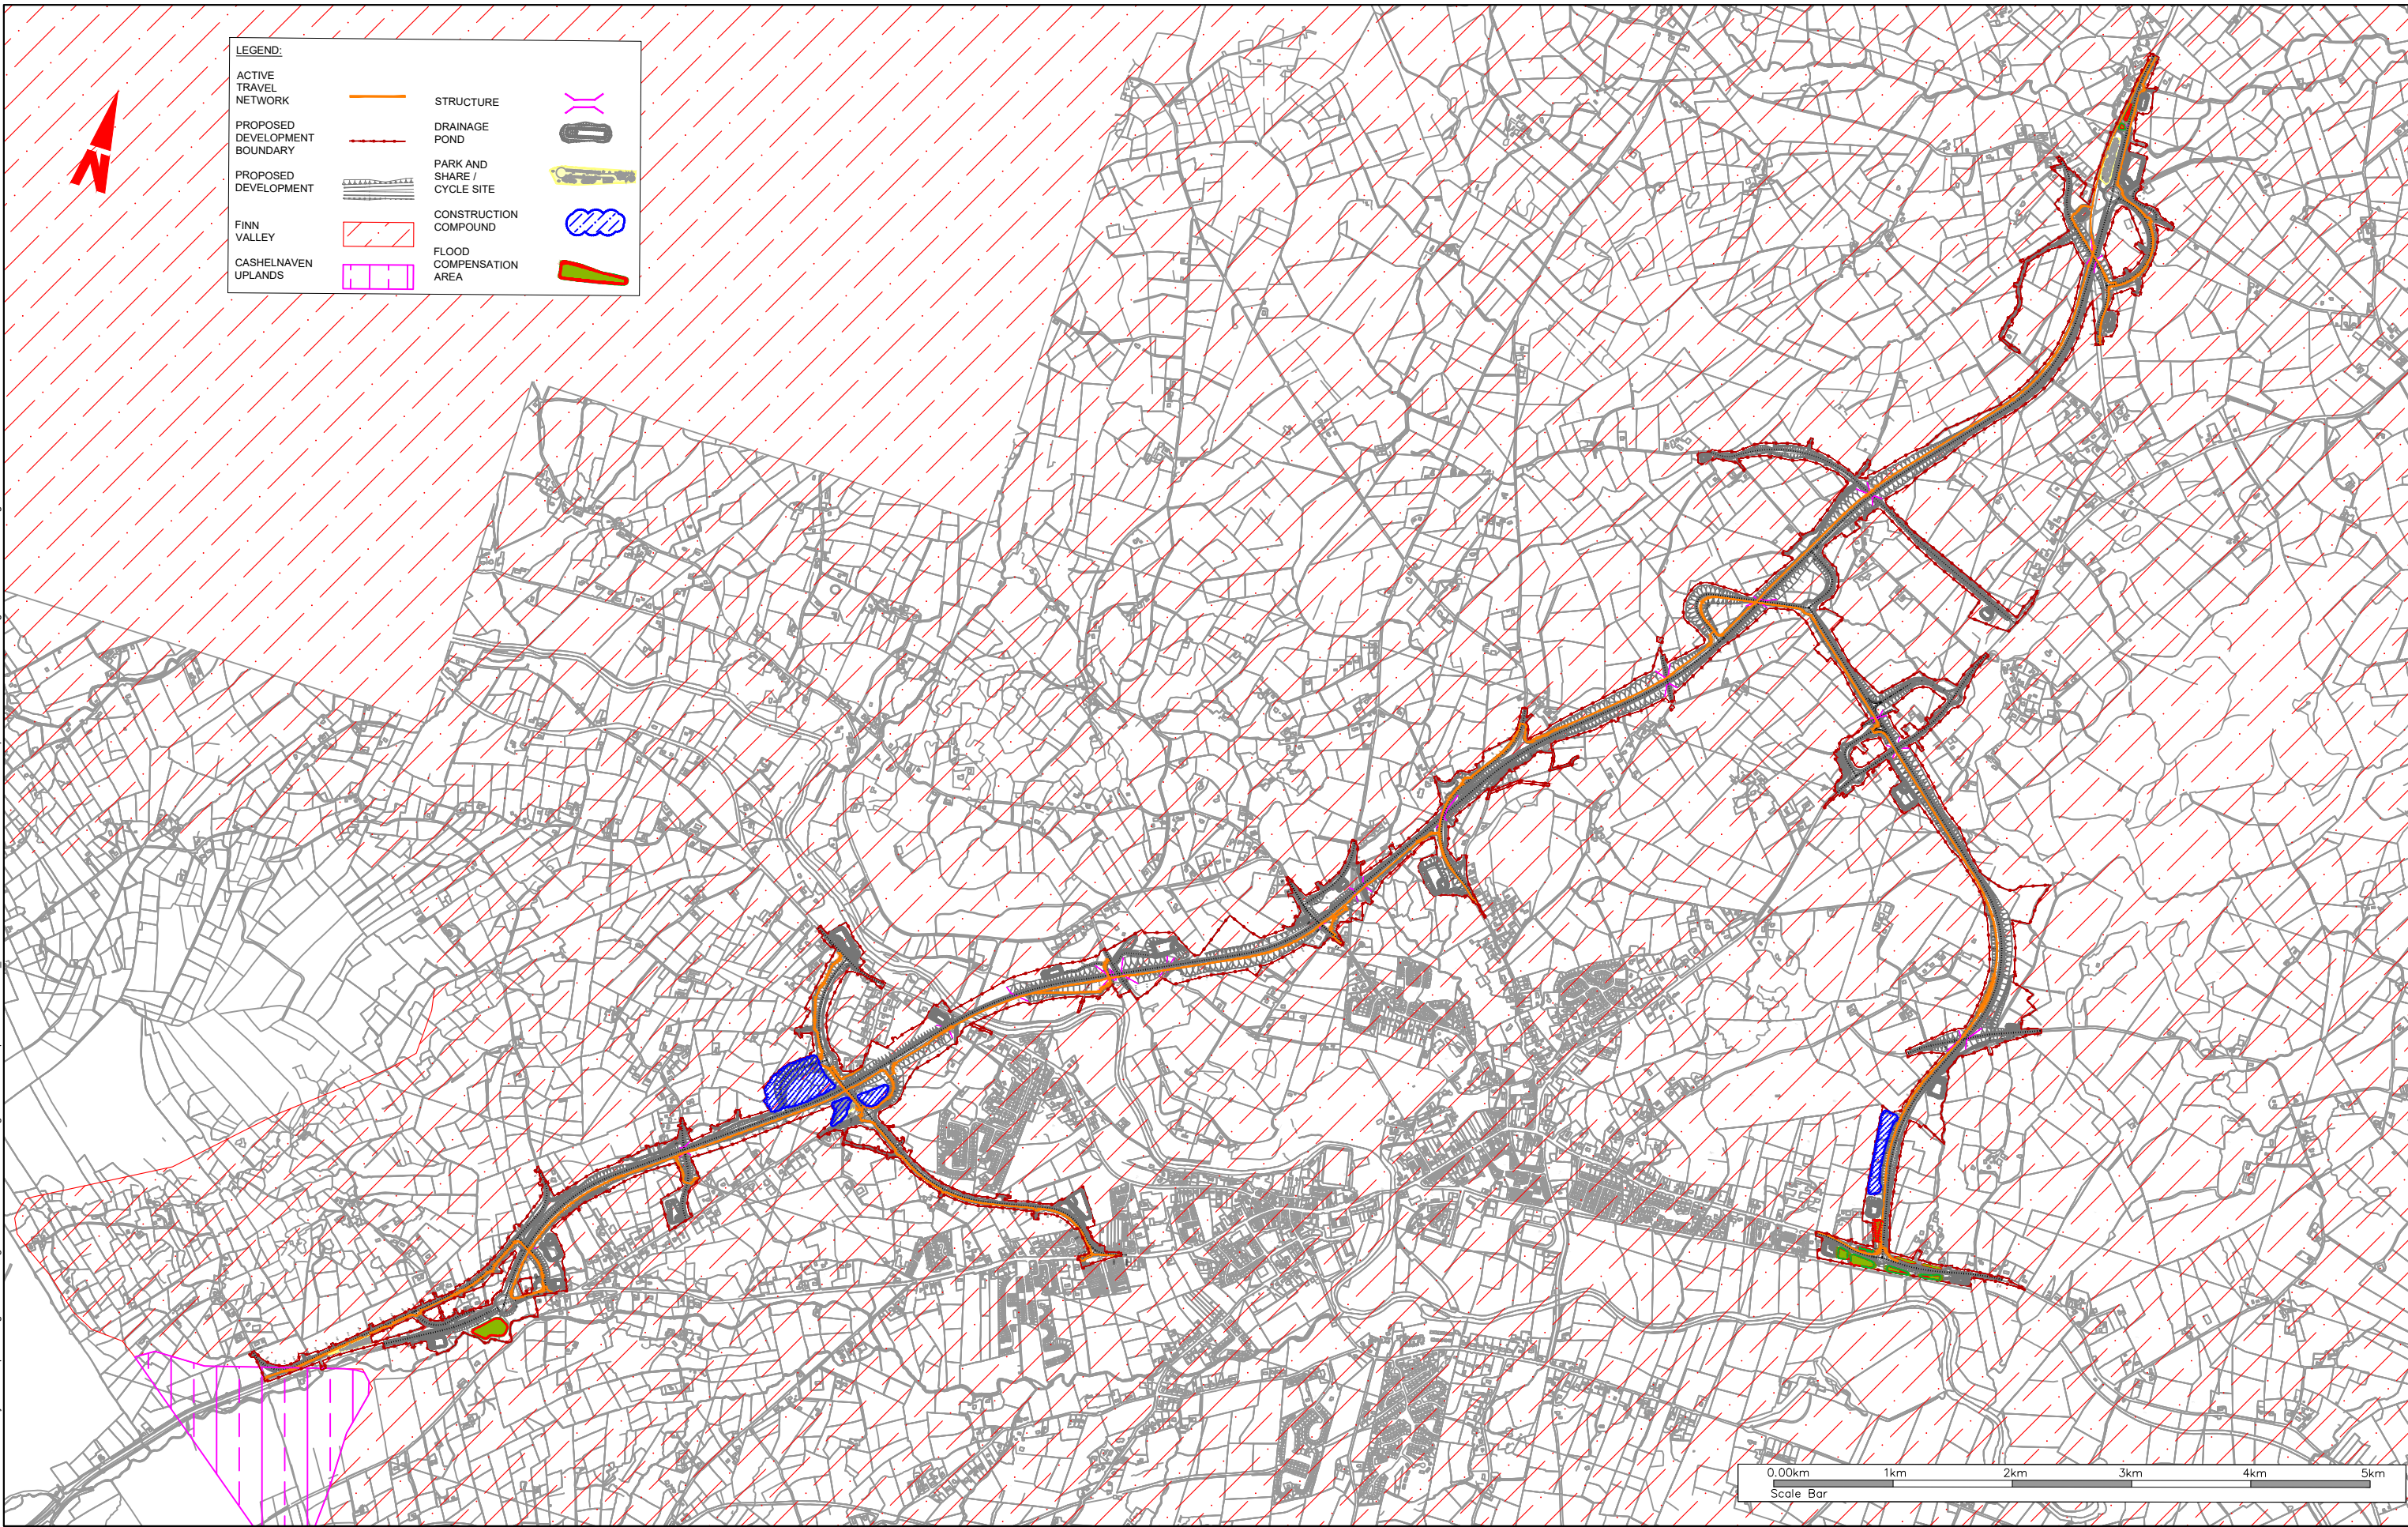 LEGEND:
ACTIVE
TRAVEL
NETWORK
PROPOSED
DEVELOPMENT
BOUNDARY
PROPOSED
DEVELOPMENT
FINN
VALLEY
CASHELNAVEN
UPLANDS
STRUCTURE
DRAINAGE
POND
PARK AND
SHARE /
CYCLE SITE
CONSTRUCTION
COMPOUND
FLOOD
COMPENSATION
AREA
N
0.00km 1km 2km 3km 4km 5km
Scale Bar